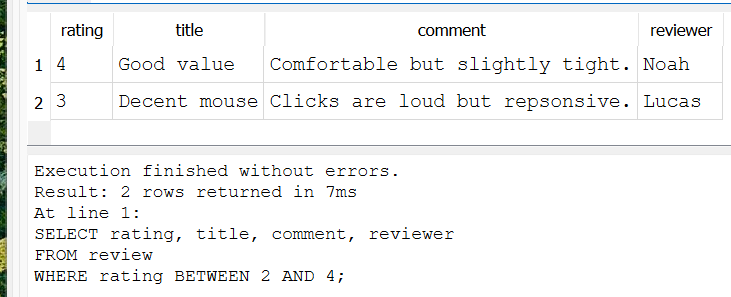 rating title comment reviewer
1 4 Good value Comfortable but slightly tight. Noah
2 3 Decent mouse Clicks are loud but repsonsive. Lucas
Execution finished without errors.
Result: 2 rows returned in 7ms
At line 1:
SELECT rating, title, comment, reviewer
FROM review
WHERE rating BETWEEN 2 AND 4;